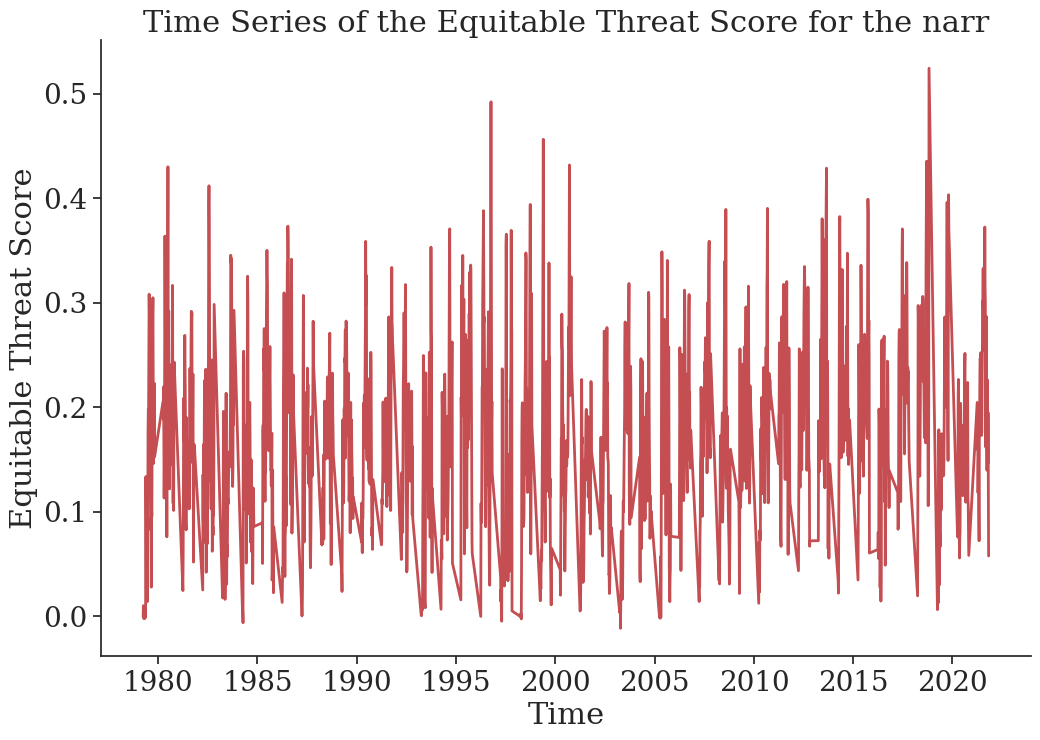 Time Series of the Equitable Threat Score for the narr
Equitable Threat Score
0.5
0.4
0.3
0.2
0.1
0.0
1980 1985 1990 1995 2000 2005 2010 2015 2020
Time